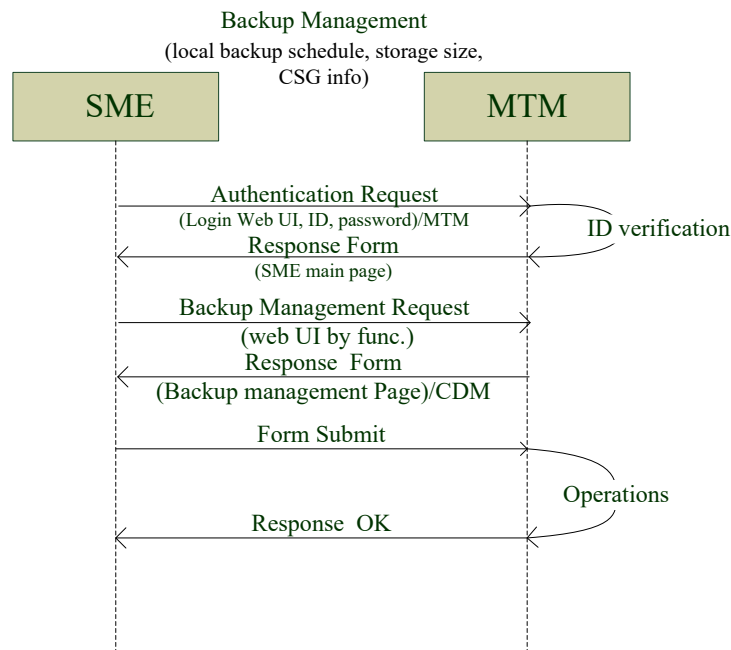 Backup Management
(local backup schedule, storage size,
CSG info)
SME
MTM
Authentication Request
(Login Web UI, ID, password)/MTM
ID verification
Response Form
(SME main page)
Backup Management Request
(web UI by func.)
Response Form
(Backup management Page)/CDM
Form Submit
Operations
Response OK